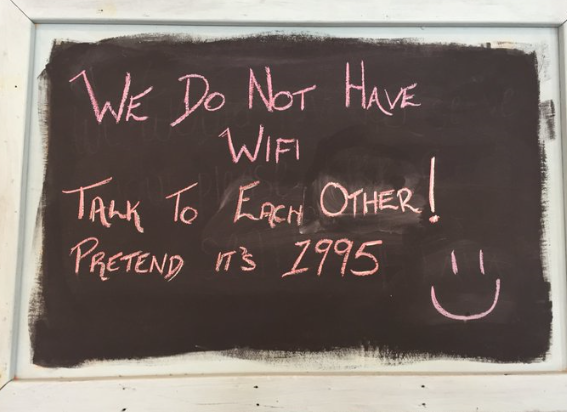 We Do Not Have
Wifi
Talk To Each Other!
Pretend it's 1995